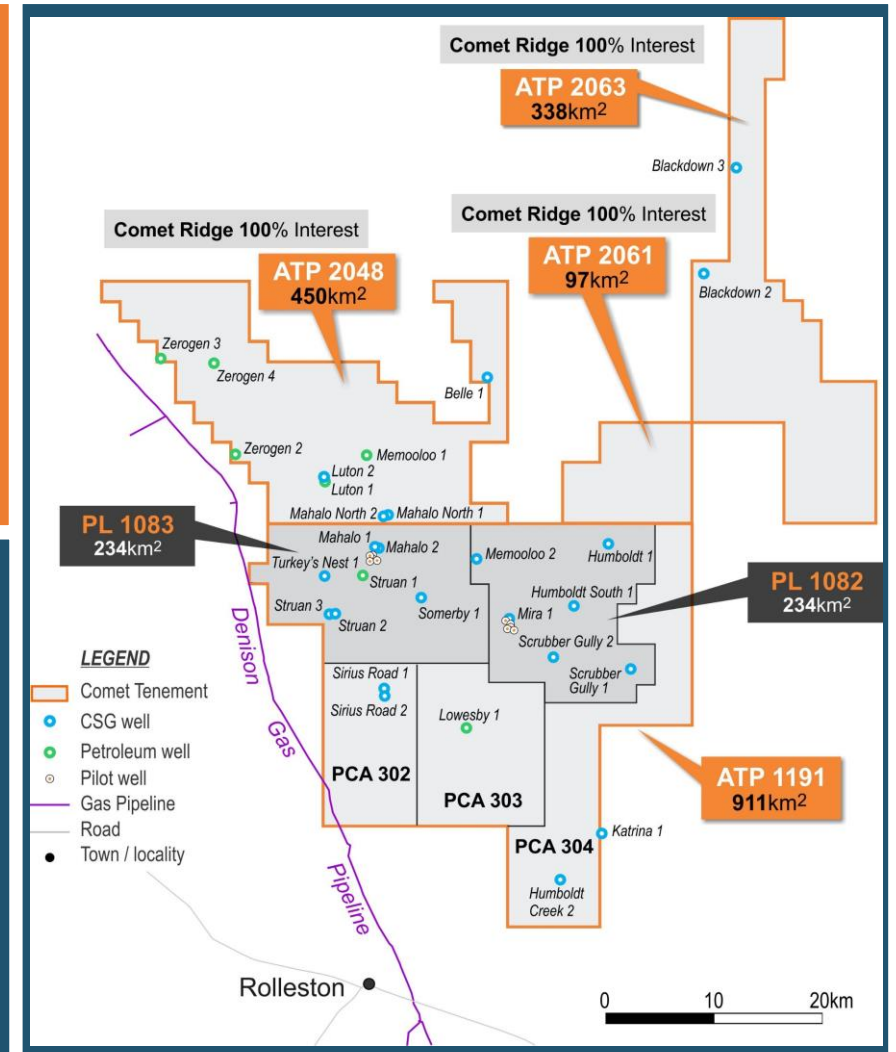 Comet Ridge 100% Interest
ATP 2063
338km2
Blackdown 3
Comet Ridge 100% Interest
Comet Ridge 100% Interest
ATP 2061
97km2
ATP 2048
450km2
Blackdown 2
Zerogen 3
Zerogen 4
Belle 1
Zerogen 2
Memooloo 1
Luton 2
Luton 1
Mahalo North 2
Mahalo North 1
PL 1083
234km2
Mahalo 1
Mahalo 2
Memooloo 2
Humboldt 1
Turkey's Nest 1
Struan 1
PL 1082
234km2
Humboldt South 1
Struan 3
Somerby 1
Mira 1
Struan 2
Scrubber Gully 2
Scrubber
Gully 1
Denison
Gas
Pipeline
LEGEND
Comet Tenement
CSG well
Petroleum well
Pilot well
Gas Pipeline
Road
Town / locality
Sirius Road 1
Sirius Road 2
Lowesby 1
PCA 302
PCA 303
ATP 1191
911km2
PCA 304
Katrina 1
Humboldt
Creek 2
Rolleston
0 10 20km